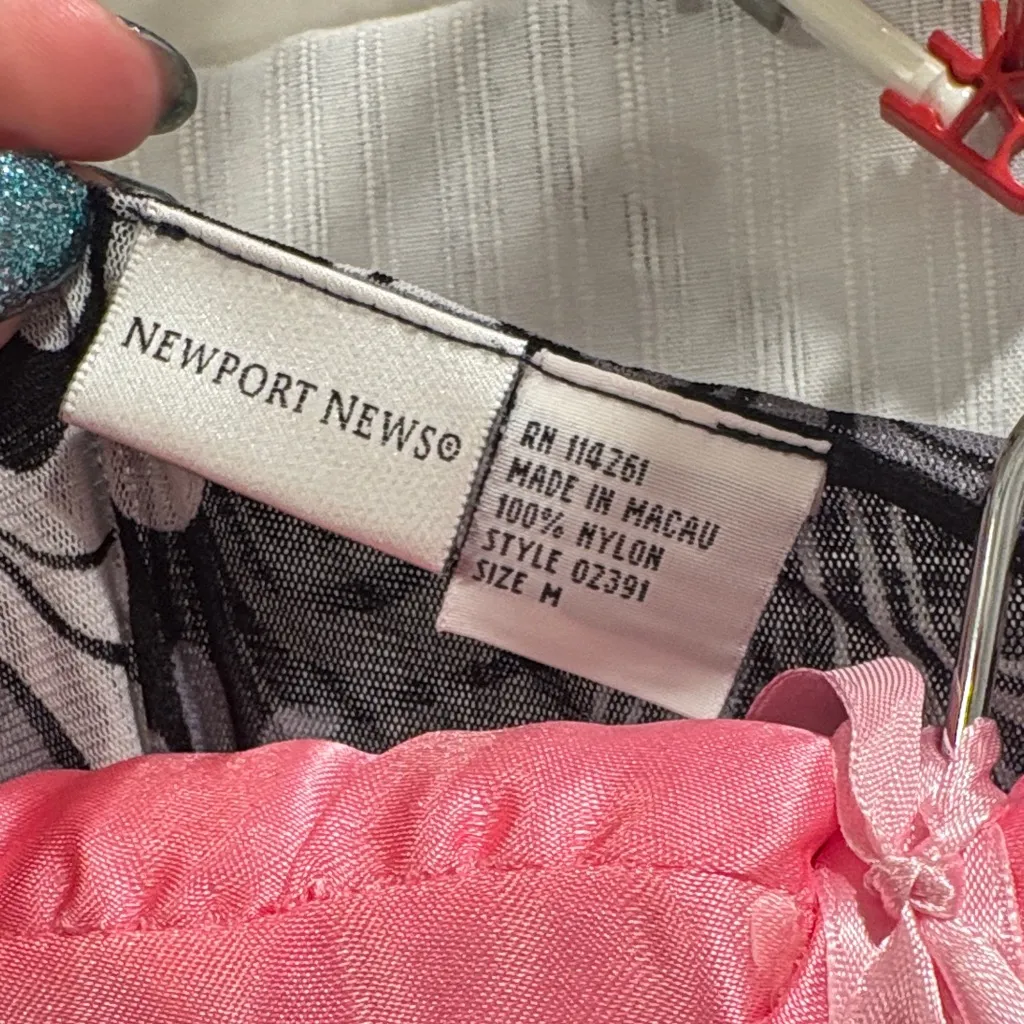 NEWPORT NEWS®
RN 114261
MADE IN MACAU
100% NYLON
STYLE 02391
SIZE M